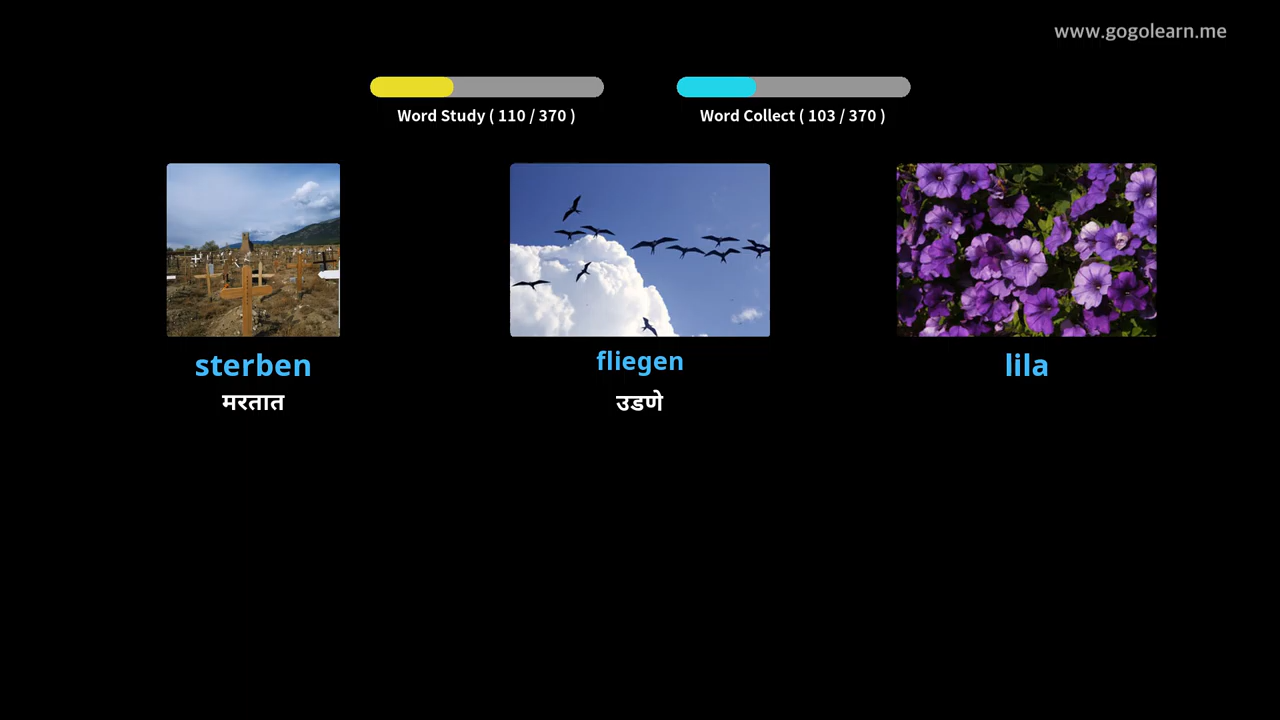 www.gogolearn.me
Word Study ( 110 / 370 )
Word Collect ( 103 / 370 )
sterben
fliegen
lila
मरतात
उडणे